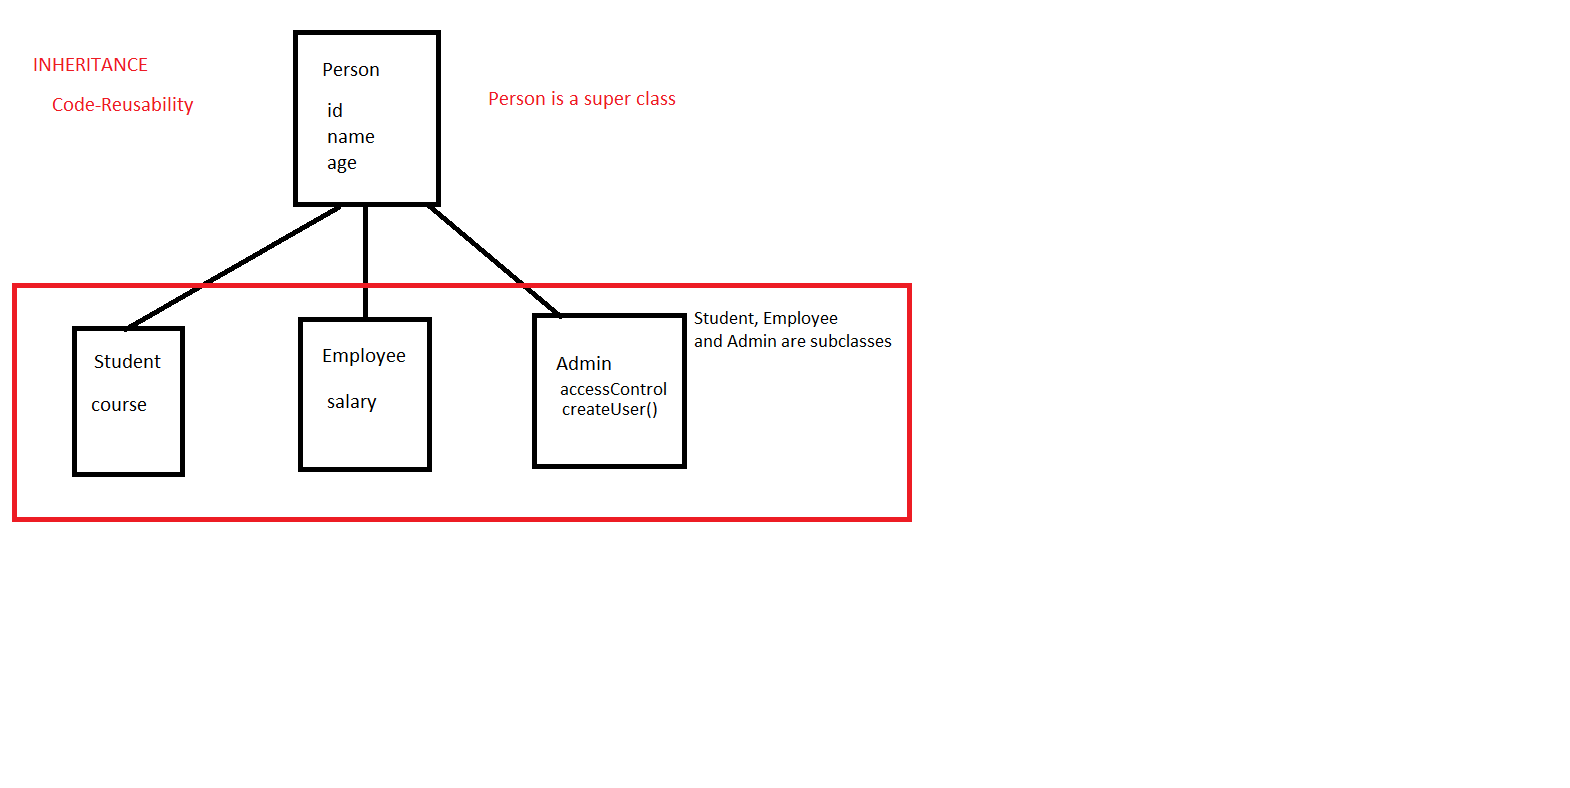 INHERITANCE
Code-Reusability
Person
id
name
age
Person is a super class
Student
course
Employee
salary
Admin
accessControl
createUser()
Student, Employee
and Admin are subclasses